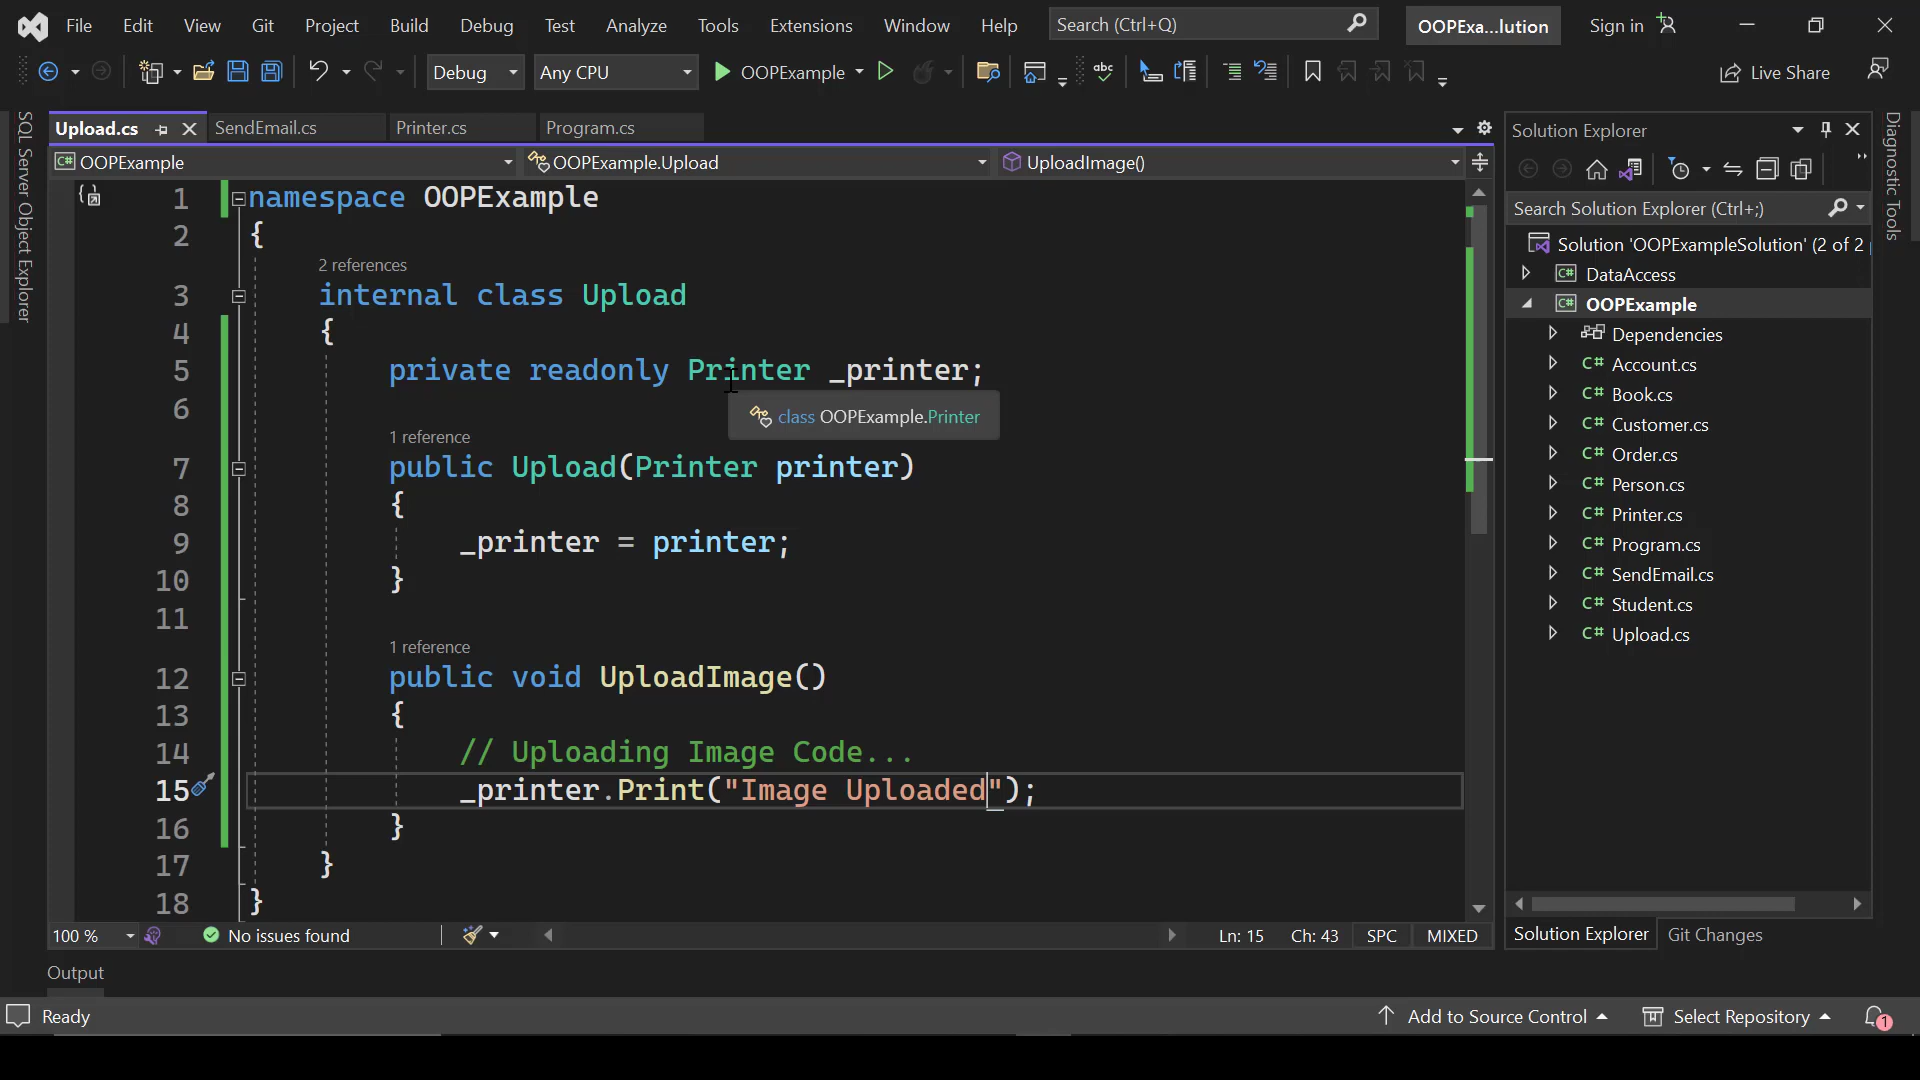 File Edit View Git Project Build Debug Test Analyze Tools Extensions Window Help Search (Ctrl+Q) OOPExa...lution Sign in
Debug Any CPU OOPExample Live Share
SQL Server Object Explorer
Upload.cs SendEmail.cs Printer.cs Program.cs
OOPExample OOPExample.Upload UploadImage()
1 namespace OOPExample
2 {
2 references
3 internal class Upload
4 {
5 private readonly Printer _printer;
6
class OOPExample.Printer
1 reference
7 public Upload(Printer printer)
8 {
9 _printer = printer;
10 }
11
1 reference
12 public void UploadImage()
13 {
14 // Uploading Image Code...
15 _printer.Print("Image Uploaded");
16 }
17 }
18 }
100 % No issues found Ln: 15 Ch: 43 SPC MIXED
Solution Explorer
Search Solution Explorer (Ctrl+;)
Solution 'OOPExampleSolution' (2 of 2
C# DataAccess
C# OOPExample
Dependencies
C# Account.cs
C# Book.cs
C# Customer.cs
C# Order.cs
C# Person.cs
C# Printer.cs
C# Program.cs
C# SendEmail.cs
C# Student.cs
C# Upload.cs
Solution Explorer Git Changes
Diagnostic Tools
Output
Ready Add to Source Control Select Repository 1